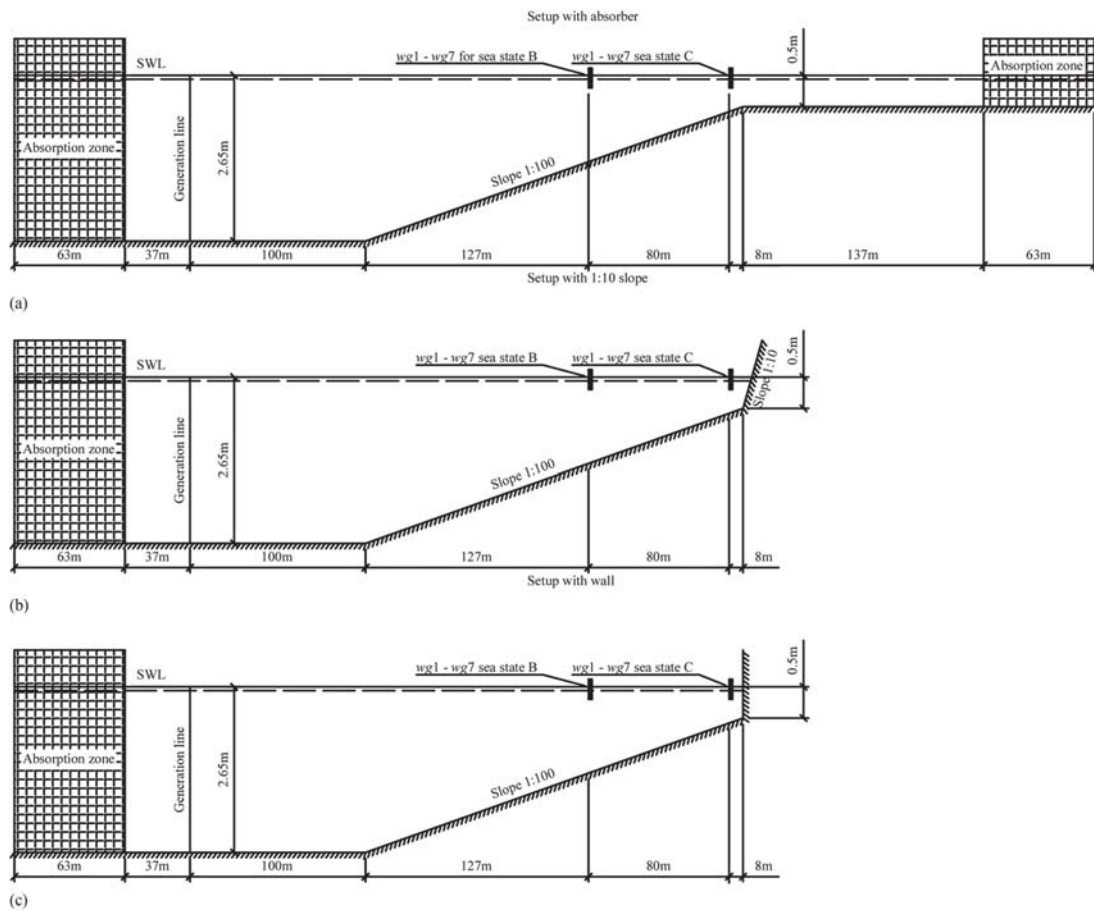 Setup with absorber
SWL
wg1 - wg7 for sea state B
wg1 - wg7 sea state C
0.5m
Absorption zone
Absorption zone
Generation line
2.65m
Slope 1:100
63m
37m
100m
127m
80m
8m
137m
63m
Setup with 1:10 slope
(a)
SWL
wg1 - wg7 sea state B
wg1 - wg7 sea state C
Slope 1:10
0.5m
Absorption zone
Generation line
2.65m
Slope 1:100
63m
37m
100m
127m
80m
8m
Setup with wall
(b)
SWL
wg1 - wg7 sea state B
wg1 - wg7 sea state C
0.5m
Absorption zone
Generation line
2.65m
Slope 1:100
63m
37m
100m
127m
80m
8m
(c)